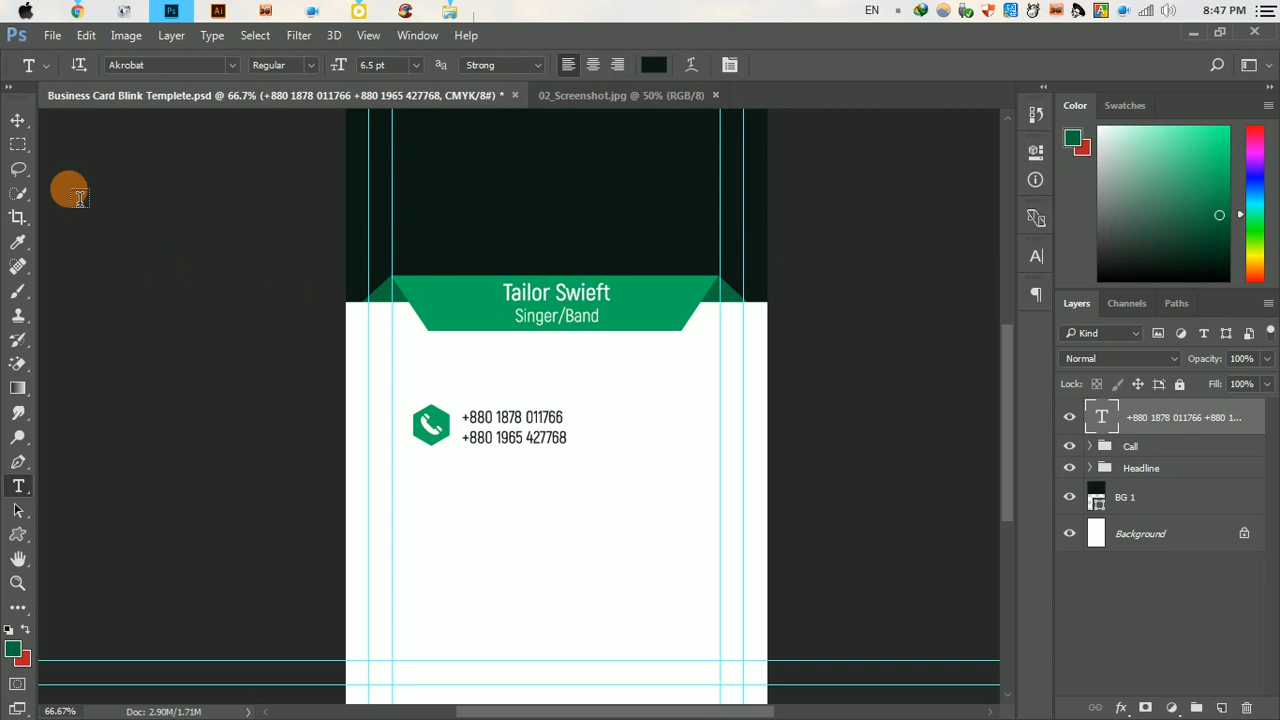 EN
8:47 PM
Ps
File Edit Image Layer Type Select Filter 3D View Window Help
T Akrobat Regular 6.5 pt Strong
Business Card Blink Templete.psd @ 66.7% (+880 1878 011766 +880 1965 427768, CMYK/8#) *
02_Screenshot.jpg @ 50% (RGB/8)
Color Swatches
Tailor Swieft
Singer/Band
+880 1878 011766
+880 1965 427768
Layers Channels Paths
Kind
Normal Opacity: 100%
Lock: Fill: 100%
+880 1878 011766 +880 1...
Call
Headline
BG 1
Background
66.67% Doc: 2.90M/1.71M